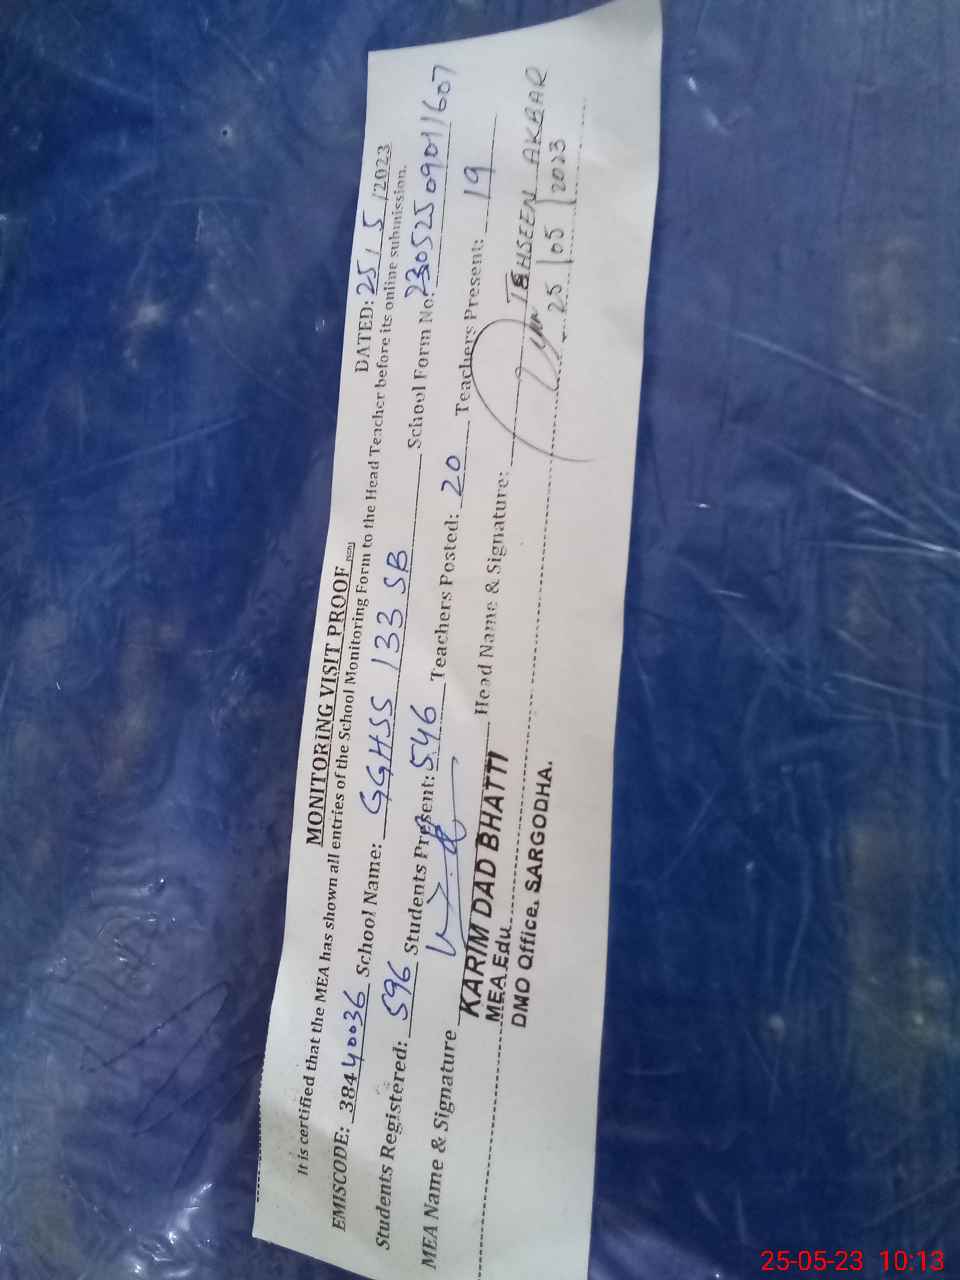 MONITORING VISIT PROOF
DATED: 25/5/2023
It is certified that the MEA has shown all entries of the School Monitoring Form to the Head Teacher before its online submission.
EMISCODE: 38440036 School Name: GGHSS 133 SB School Form No: 230525090111607
Students Registered: 596 Students Present: 546 Teachers Posted: 20 Teachers Present: 19
MEA Name & Signature Head Name & Signature: TEHSEEN AKBAR
KARIM DAD BHATTI
MEA.Edu
25/05/2023
DMO Office, SARGODHA.
25-05-23 10:13